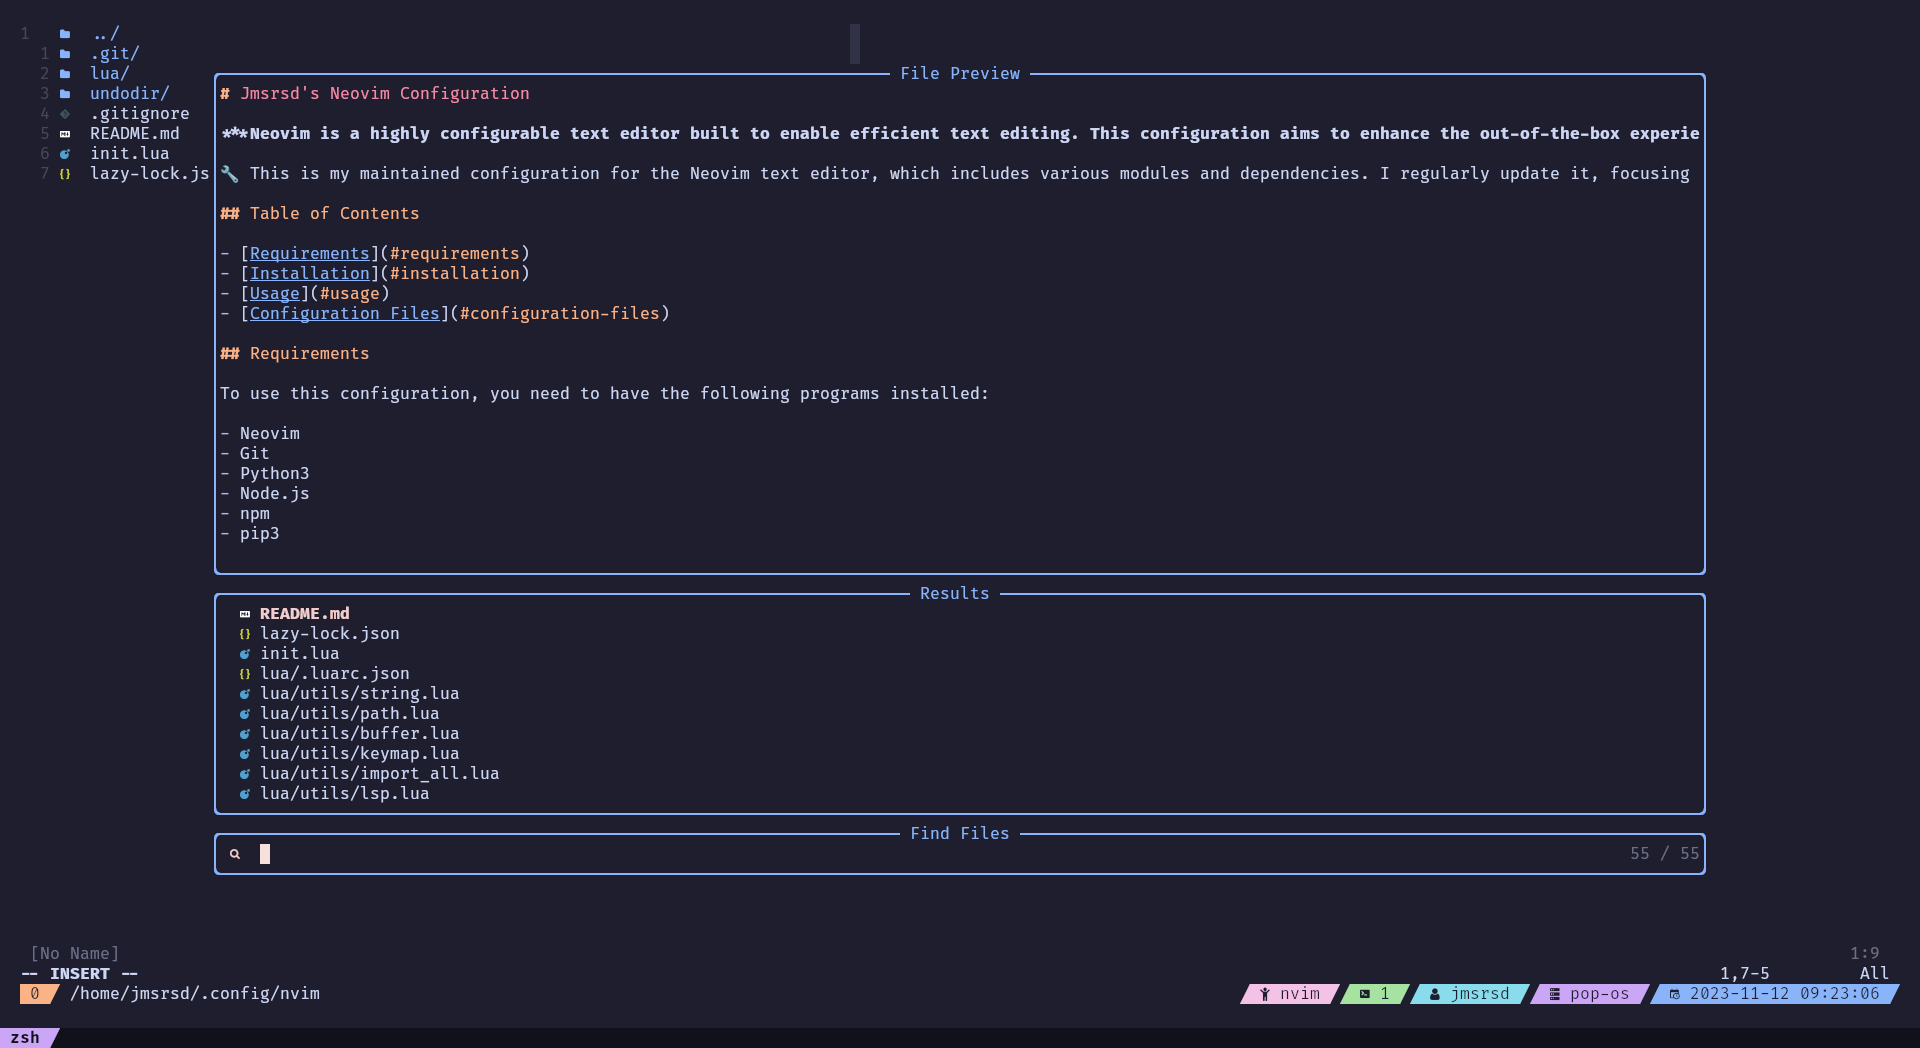 1 ../
1 .git/
2 lua/
3 undodir/
4 .gitignore
5 README.md
6 init.lua
7 lazy-lock.js
File Preview
# Jmsrsd's Neovim Configuration
***Neovim is a highly configurable text editor built to enable efficient text editing. This configuration aims to enhance the out-of-the-box experie
🔧 This is my maintained configuration for the Neovim text editor, which includes various modules and dependencies. I regularly update it, focusing
## Table of Contents
- [Requirements](#requirements)
- [Installation](#installation)
- [Usage](#usage)
- [Configuration Files](#configuration-files)
## Requirements
To use this configuration, you need to have the following programs installed:
- Neovim
- Git
- Python3
- Node.js
- npm
- pip3
Results
README.md
{} lazy-lock.json
init.lua
{} lua/.luarc.json
lua/utils/string.lua
lua/utils/path.lua
lua/utils/buffer.lua
lua/utils/keymap.lua
lua/utils/import_all.lua
lua/utils/lsp.lua
Find Files
55 / 55
[No Name] 1:9
-- INSERT -- 1,7-5 All
0 /home/jmsrsd/.config/nvim nvim 1 jmsrsd pop-os 2023-11-12 09:23:06
zsh